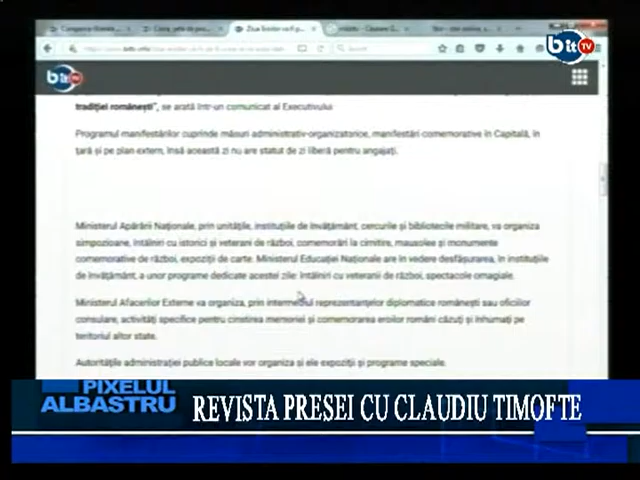 b1tv
tradiției românești", se arată într-un comunicat al Executivului
Programul manifestărilor cuprinde măsuri administrativ-organizatorice, manifestări comemorative în Capitală, în
țară și pe plan extern, însă această zi nu are statut de zi liberă pentru angajați.
Ministerul Apărării Naționale, prin unitățile, instituțiile de învățământ, cercurile și bibliotecile militare, va organiza
simpozioane, întâlniri cu istorici și veterani de război, comemorări la cimitire, mausolee și monumente
comemorative de război, expoziții de carte. Ministerul Educației Naționale are în vedere desfășurarea, în instituțiile
de învățământ, a unor programe dedicate acestei zile: întâlniri cu veteranii de război, spectacole omagiale.
Ministerul Afacerilor Externe va organiza, prin intermediul reprezentanțelor diplomatice românești sau oficiilor
consulare, activități specifice pentru cinstirea memoriei și comemorarea eroilor români căzuți și înhumați pe
teritoriul altor state.
Autoritățile administrației publice locale vor organiza și ele expoziții și programe speciale.
PIXELUL
ALBASTRU
REVISTA PRESEI CU CLAUDIU TIMOFTE